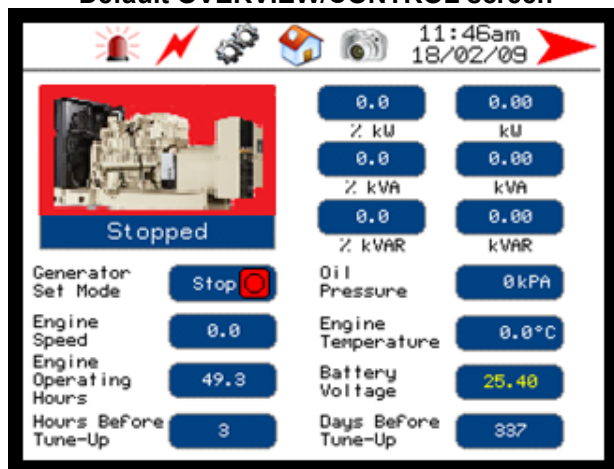 Default OVERVIEW/CONTROL screen
11:46am
18/02/09
0.0
0.00
% kW
kW
0.0
0.00
% kVA
kVA
0.0
0.00
% kVAR
kVAR
Stopped
Generator
Set Mode
Stop
Oil
Pressure
0kPA
Engine
Speed
0.0
Engine
Temperature
0.0°C
Engine
Operating
Hours
49.3
Battery
Voltage
25.40
Hours Before
Tune-Up
3
Days Before
Tune-Up
337